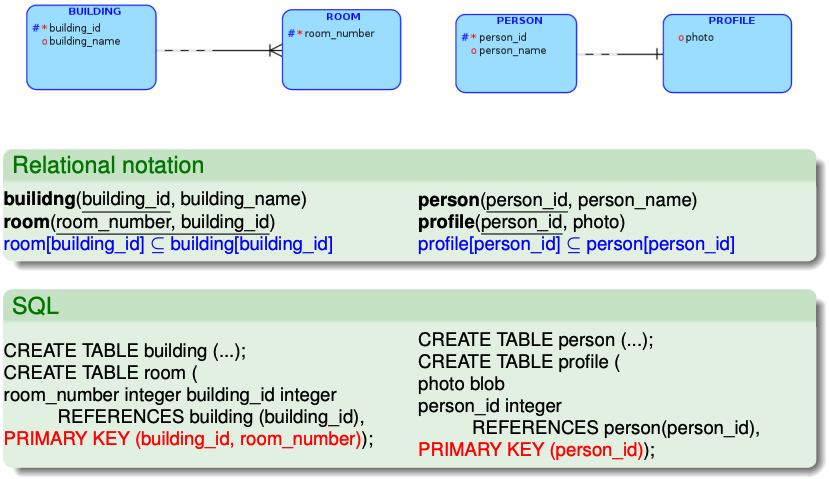 BUILDING
#* building_id
o building_name
ROOM
#* room_number
PERSON
#* person_id
o person_name
PROFILE
o photo
Relational notation
builidng(building_id, building_name)
room(room_number, building_id)
room[building_id] ⊆ building[building_id]
person(person_id, person_name)
profile(person_id, photo)
profile[person_id] ⊆ person[person_id]
SQL
CREATE TABLE building (...);
CREATE TABLE room (
room_number integer building_id integer
REFERENCES building (building_id),
PRIMARY KEY (building_id, room_number));
CREATE TABLE person (...);
CREATE TABLE profile (
photo blob
person_id integer
REFERENCES person(person_id),
PRIMARY KEY (person_id));